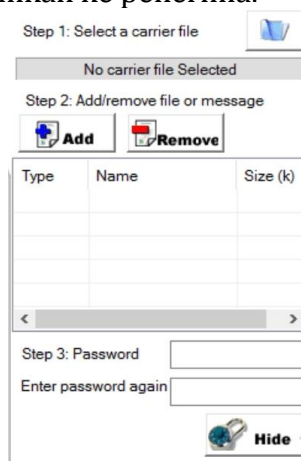 Step 1: Select a carrier file
No carrier file Selected
Step 2: Add/remove file or message
Add Remove
Type Name Size (k)
Step 3: Password
Enter password again
Hide